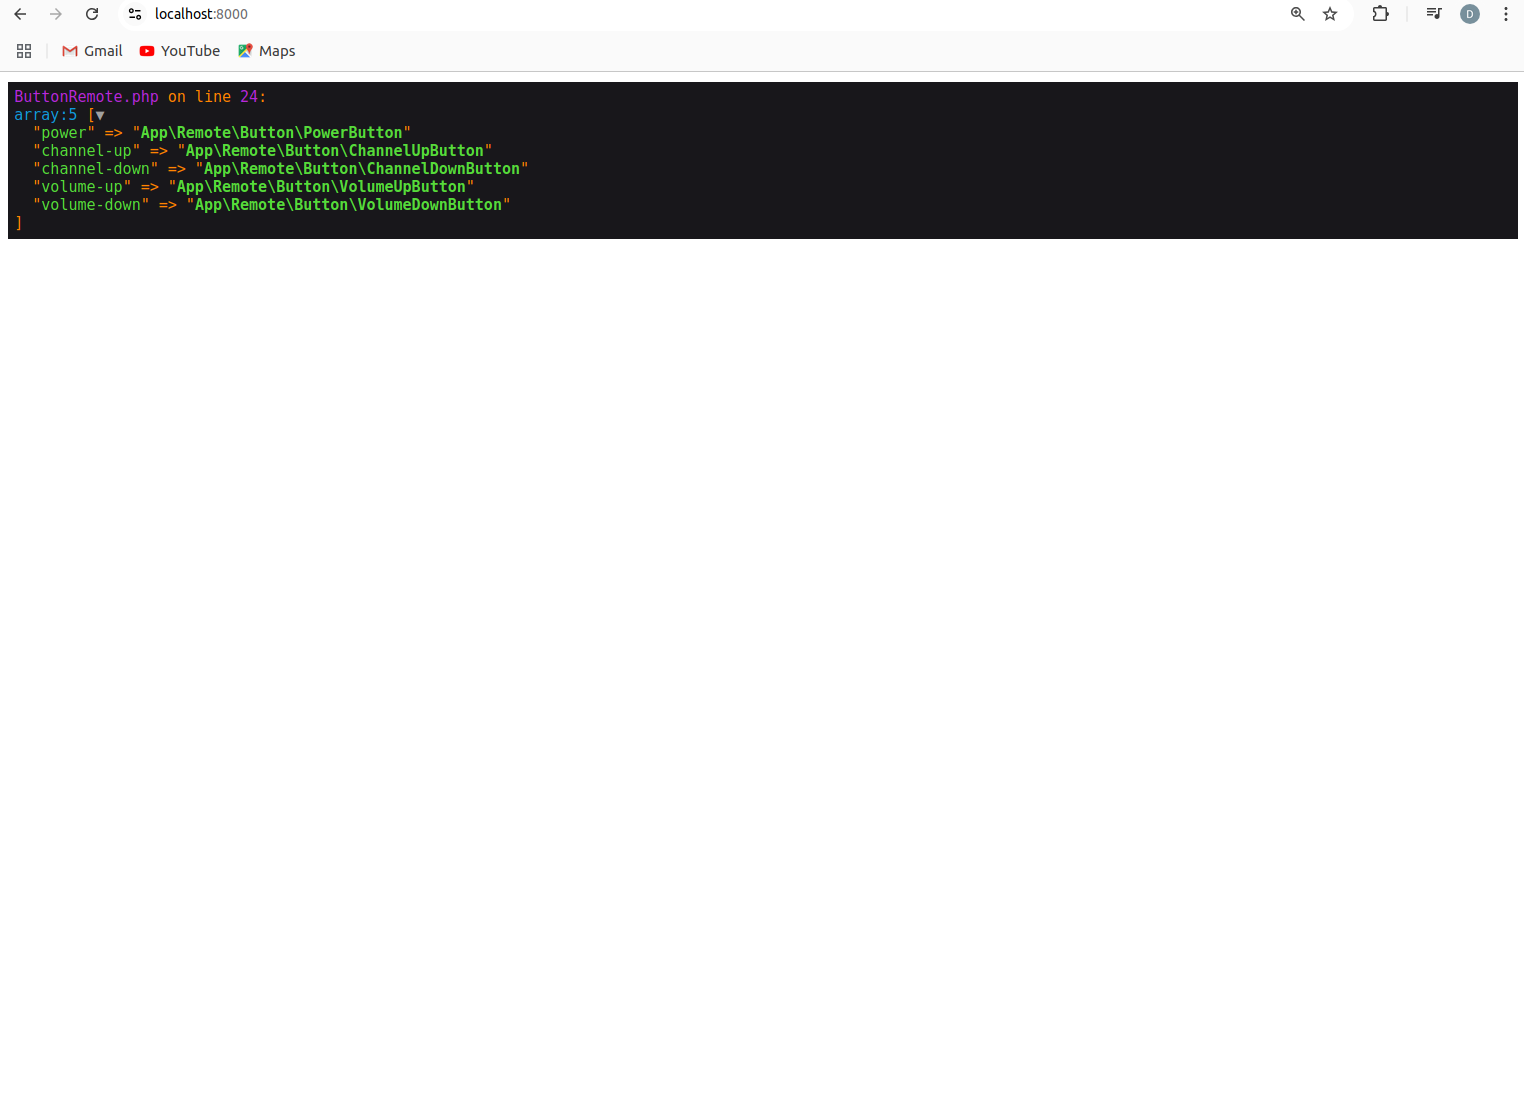 localhost:8000
D
Gmail YouTube Maps
ButtonRemote.php on line 24:
array:5 [▼
  "power" => "App\Remote\Button\PowerButton"
  "channel-up" => "App\Remote\Button\ChannelUpButton"
  "channel-down" => "App\Remote\Button\ChannelDownButton"
  "volume-up" => "App\Remote\Button\VolumeUpButton"
  "volume-down" => "App\Remote\Button\VolumeDownButton"
]